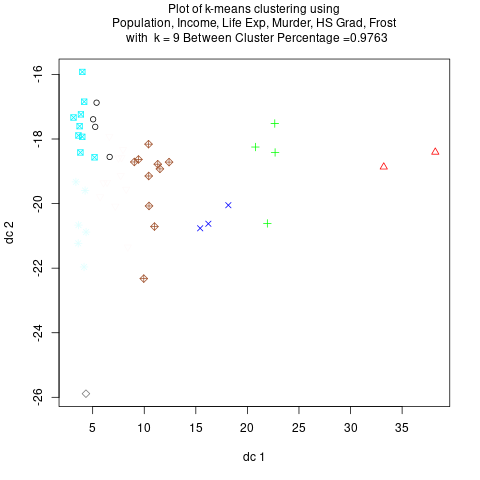 Plot of k-means clustering using
Population, Income, Life Exp, Murder, HS Grad, Frost
with k = 9 Between Cluster Percentage =0.9763
-16
-18
-20
-22
-24
-26
dc 2
5 10 15 20 25 30 35
dc 1